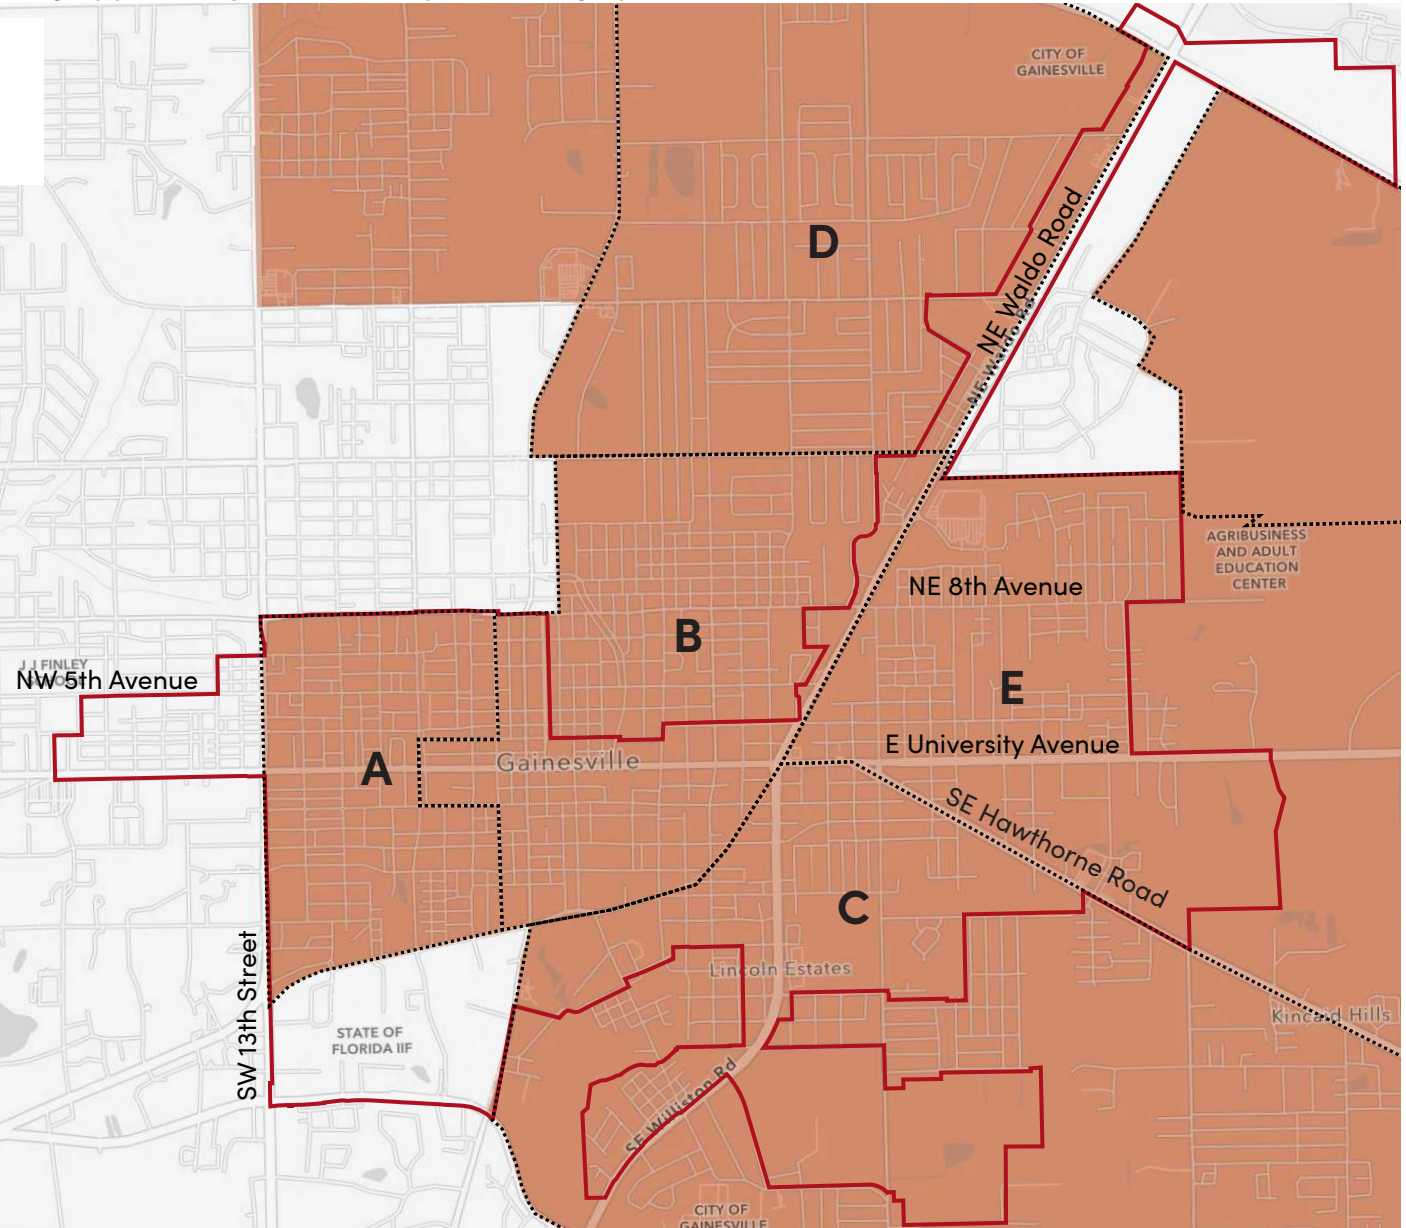 CITY OF
GAINESVILLE
D
NE Waldo Road
NE Waldo Rd
AGRIBUSINESS
AND ADULT
EDUCATION
CENTER
NE 8th Avenue
B
J J FINLEY
NW 5th Avenue
E
E University Avenue
A
Gainesville
SE Hawthorne Road
C
Lincoln Estates
SW 13th Street
STATE OF
FLORIDA IIF
Kincaid Hills
SE Williston Rd
CITY OF
GAINESVILLE